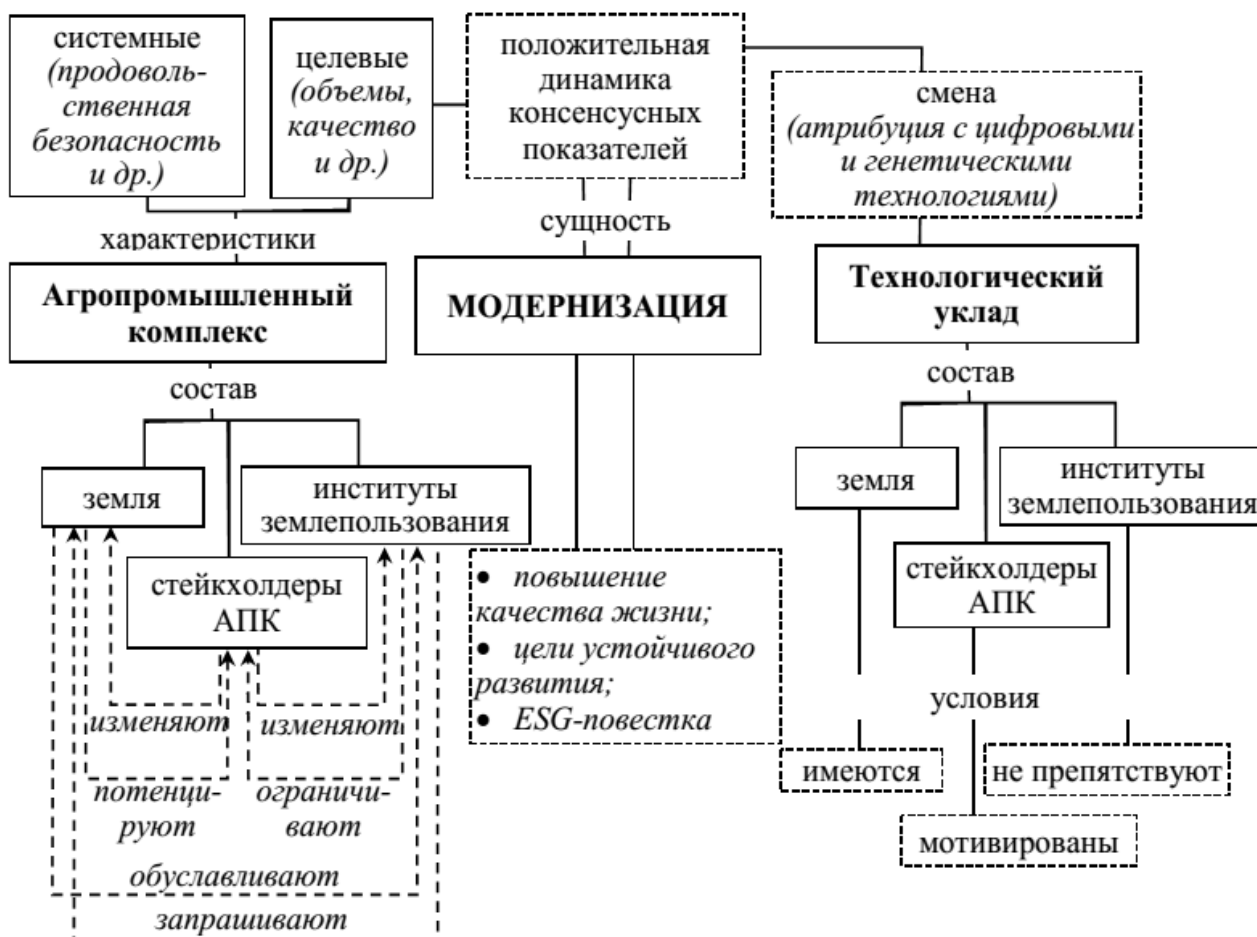 системные
(продоволь-
ственная
безопасность
и др.)
целевые
(объемы,
качество
и др.)
положительная
динамика
консенсусных
показателей
смена
(атрибуция с цифровыми
и генетическими
технологиями)
характеристики
сущность
Агропромышленный
комплекс
МОДЕРНИЗАЦИЯ
Технологический
уклад
состав
состав
земля
институты
землепользования
стейкхолдеры
АПК
земля
институты
землепользования
стейкхолдеры
АПК
• повышение
качества жизни;
• цели устойчивого
развития;
• ESG-повестка
изменяют
изменяют
потенци-
руют
ограничи-
вают
обуславливают
запрашивают
условия
имеются
не препятствуют
мотивированы